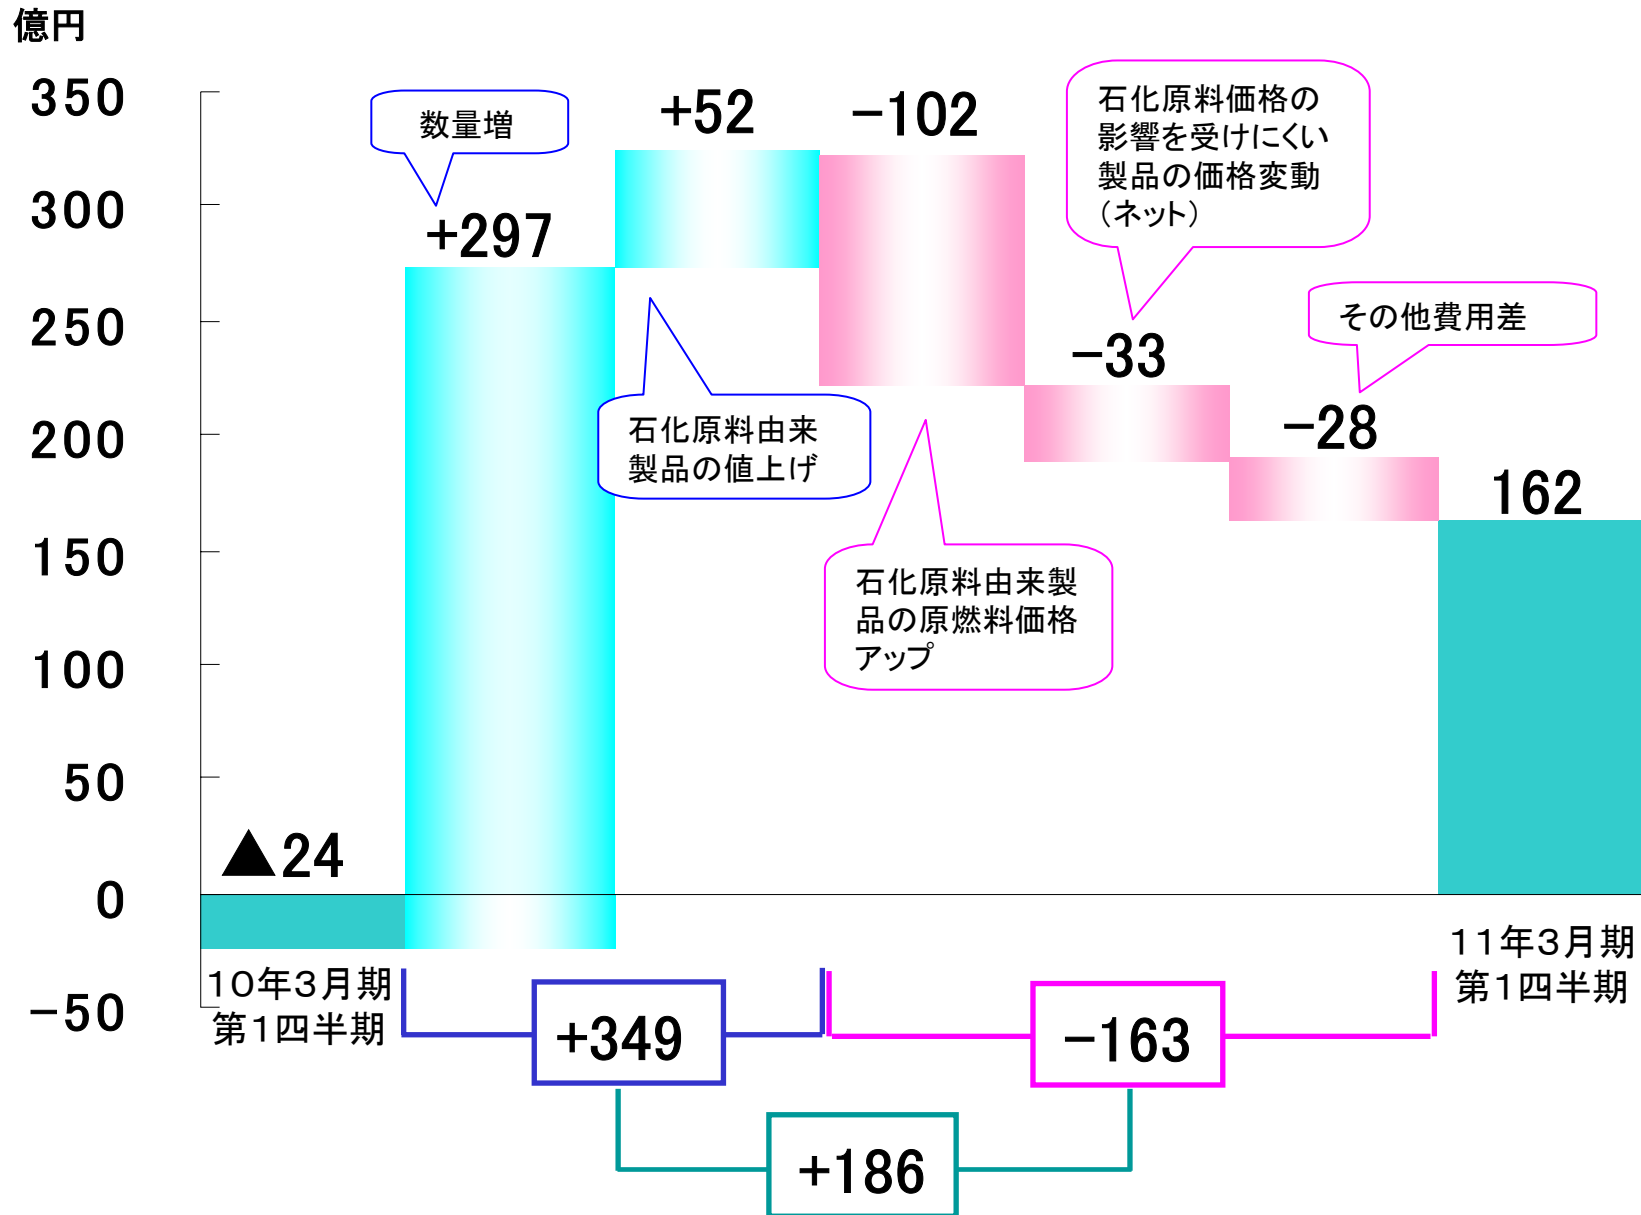 億円
350
300
250
200
150
100
50
0
−50
数量増
+297
+52
−102
石化原料価格の
影響を受けにくい
製品の価格変動
（ネット）
−33
その他費用差
−28
石化原料由来
製品の値上げ
石化原料由来製
品の原燃料価格
アップ
162
▲24
10年3月期
第1四半期
11年3月期
第1四半期
+349
−163
+186